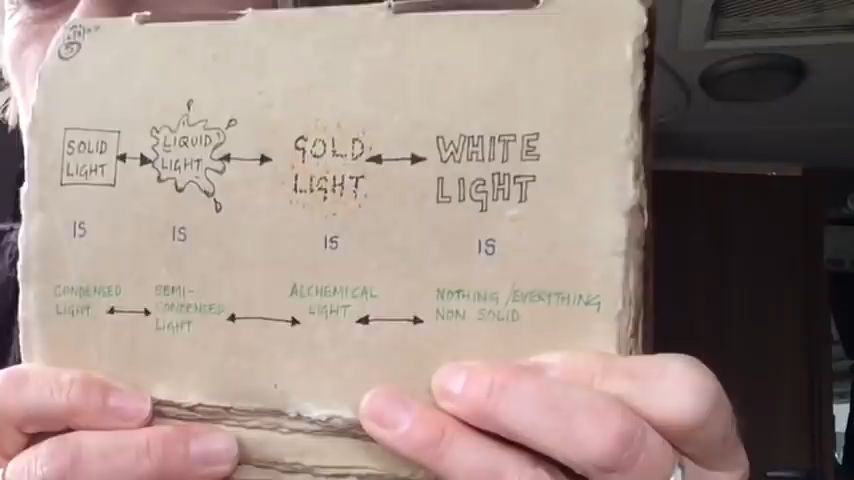 5
SOLID LIGHT
LIQUID LIGHT
GOLD LIGHT
WHITE LIGHT
IS IS IS IS
CONDENSED LIGHT
SEMI-CONDENSED LIGHT
ALCHEMICAL LIGHT
NOTHING/EVERYTHING
NON SOLID